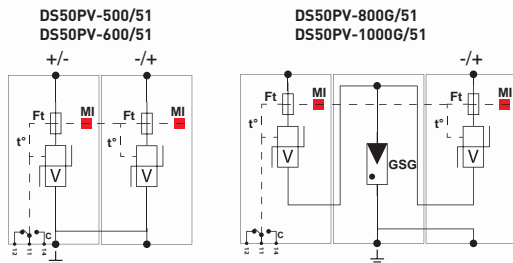 DS50PV-500/51
DS50PV-600/51
+/-
-/+
Ft
MI
Ft
MI
t°
t°
V
V
C
12
11
14
DS50PV-800G/51
DS50PV-1000G/51
-/+
Ft
MI
Ft
MI
t°
t°
V
GSG
V
C
12
11
14